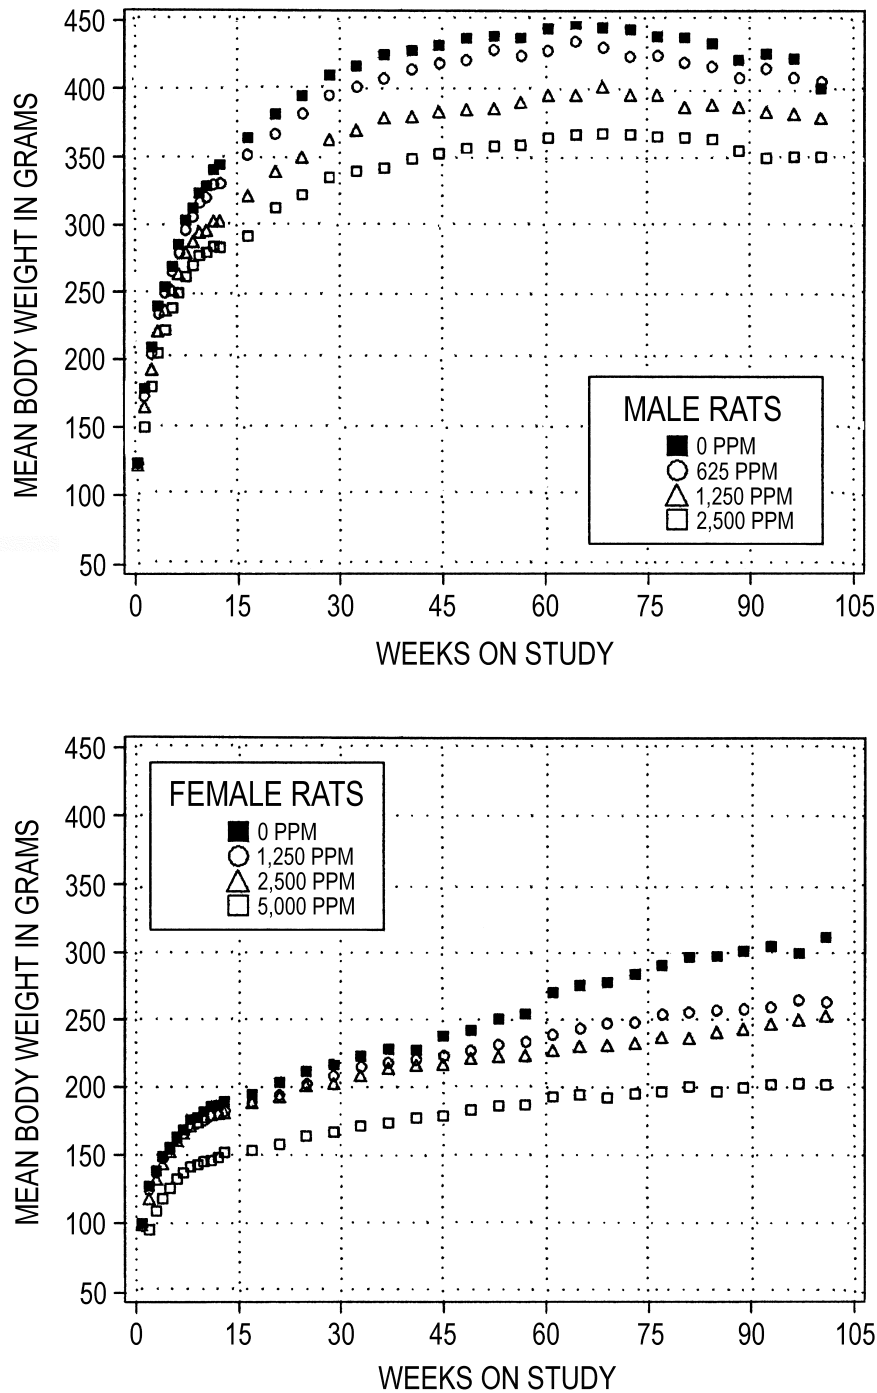 MEAN BODY WEIGHT IN GRAMS
450
400
350
300
250
200
150
100
50
MALE RATS
0 PPM
625 PPM
1,250 PPM
2,500 PPM
0 15 30 45 60 75 90 105
WEEKS ON STUDY
MEAN BODY WEIGHT IN GRAMS
450
400
350
300
250
200
150
100
50
FEMALE RATS
0 PPM
1,250 PPM
2,500 PPM
5,000 PPM
0 15 30 45 60 75 90 105
WEEKS ON STUDY